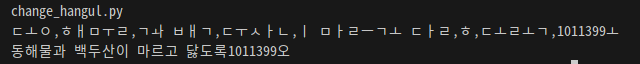 change_hangul.py
ㄷㅗㅇ,ㅎㅐㅁㅜㄹ,ㄱㅘ ㅂㅐㄱ,ㄷㅜㅅㅏㄴ,ㅣ ㅁㅏㄹㅡㄱㅗ ㄷㅏㄹ,ㅎ,ㄷㅗㄹㅗㄱ,1011399ㅗ
동해물과 백두산이 마르고 닳도록1011399오